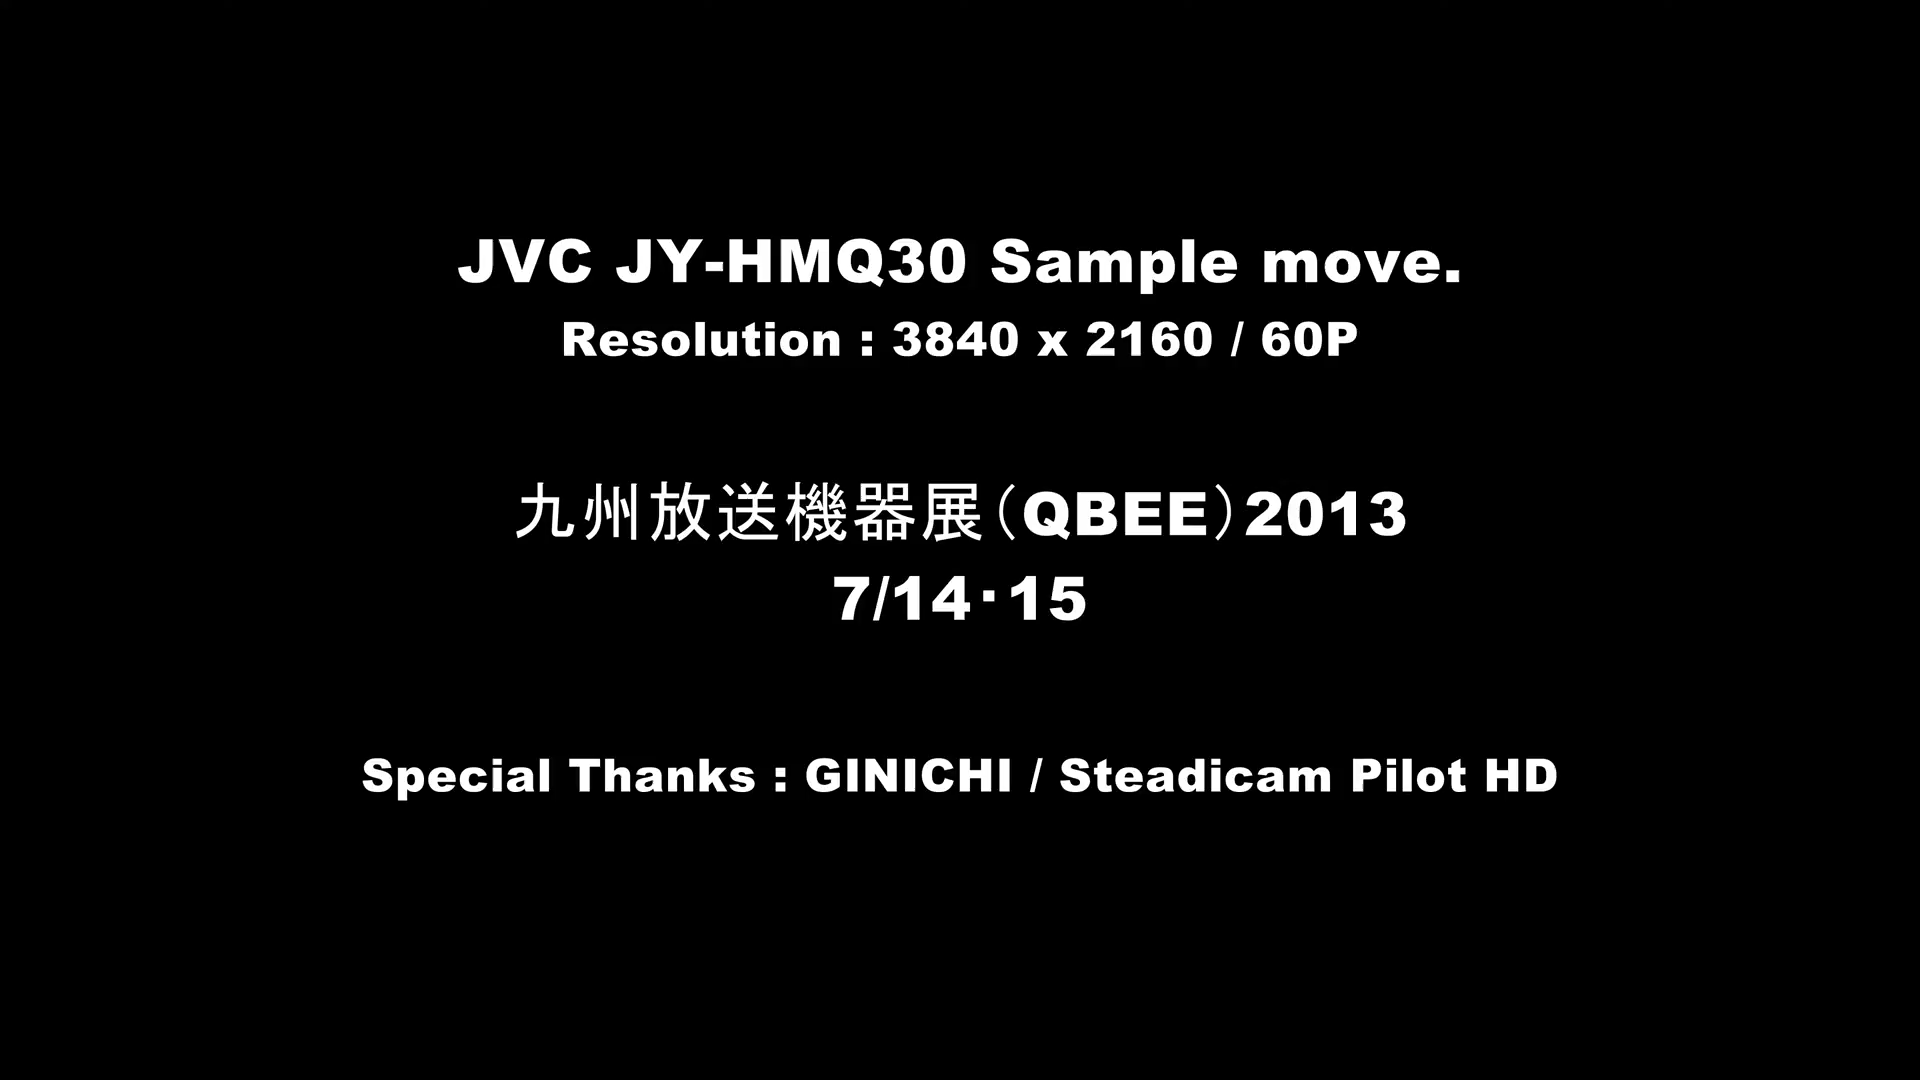 JVC JY-HMQ30 Sample move.
Resolution : 3840 x 2160 / 60P
九州放送機器展（QBEE）2013
7/14・15
Special Thanks : GINICHI / Steadicam Pilot HD